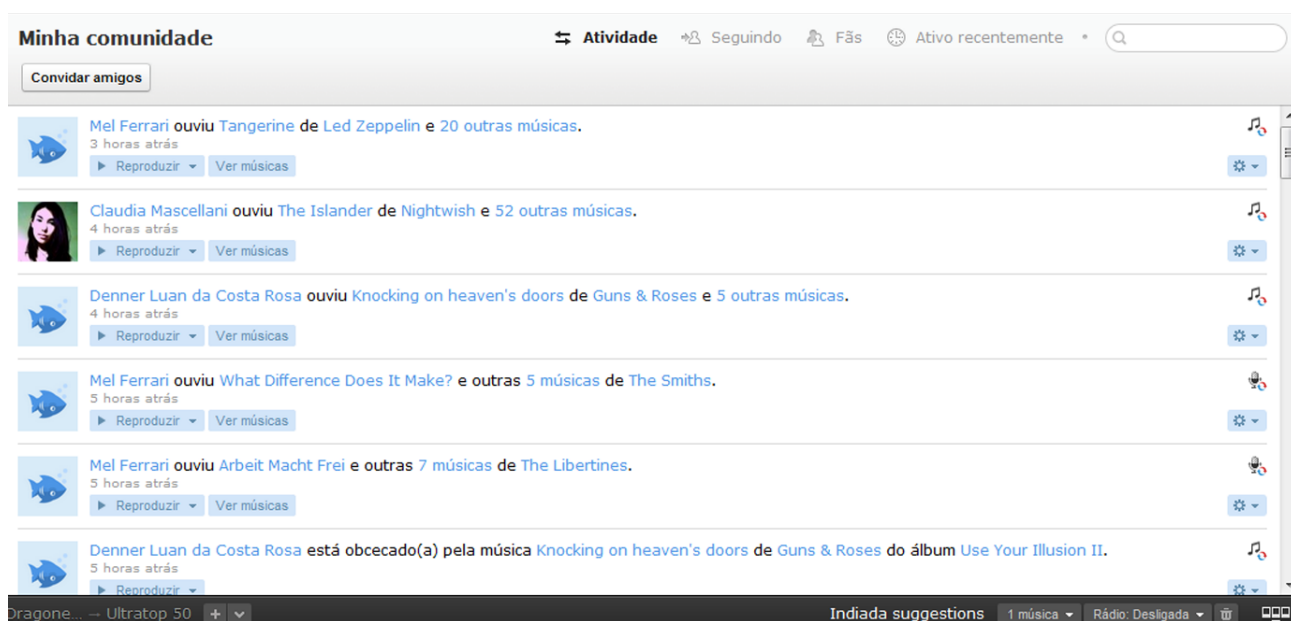 Minha comunidade
Atividade Seguindo Fãs Ativo recentemente
Convidar amigos
Mel Ferrari ouviu Tangerine de Led Zeppelin e 20 outras músicas.
3 horas atrás
Reproduzir Ver músicas
Claudia Mascellani ouviu The Islander de Nightwish e 52 outras músicas.
4 horas atrás
Reproduzir Ver músicas
Denner Luan da Costa Rosa ouviu Knocking on heaven's doors de Guns & Roses e 5 outras músicas.
4 horas atrás
Reproduzir Ver músicas
Mel Ferrari ouviu What Difference Does It Make? e outras 5 músicas de The Smiths.
5 horas atrás
Reproduzir Ver músicas
Mel Ferrari ouviu Arbeit Macht Frei e outras 7 músicas de The Libertines.
5 horas atrás
Reproduzir Ver músicas
Denner Luan da Costa Rosa está obcecado(a) pela música Knocking on heaven's doors de Guns & Roses do álbum Use Your Illusion II.
5 horas atrás
Reproduzir
Dragone... → Ultratop 50 + Indiada suggestions 1 música Rádio: Desligada